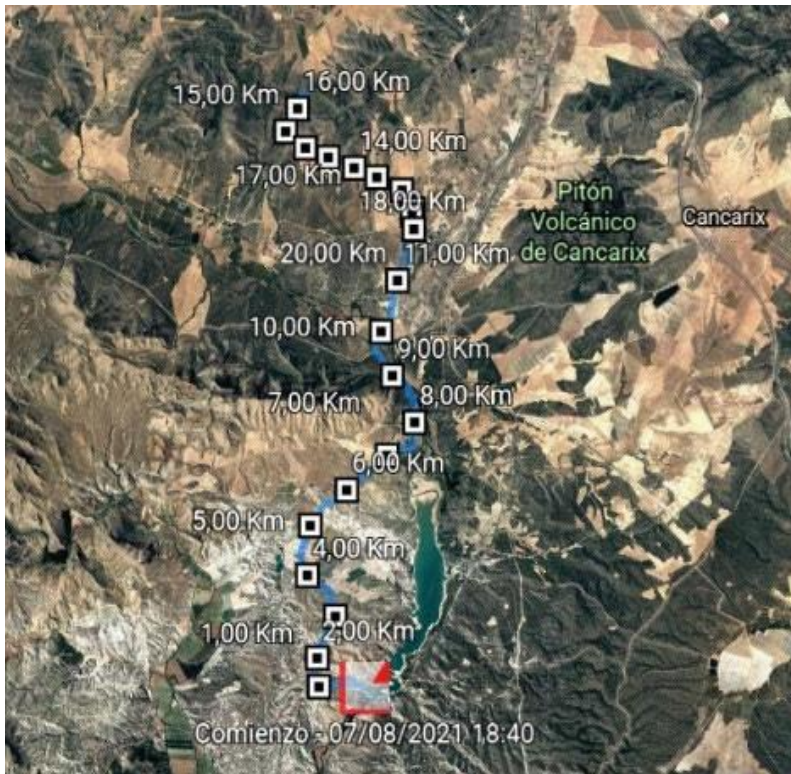 16,00 Km
15,00 Km
14,00 Km
17,00 Km
18,00 Km
Pitón
Volcánico
de Cancarix
Cancarix
20,00 Km
11,00 Km
10,00 Km
9,00 Km
7,00 Km
8,00 Km
6,00 Km
5,00 Km
4,00 Km
1,00 Km
2,00 Km
Comienzo - 07/08/2021 18:40